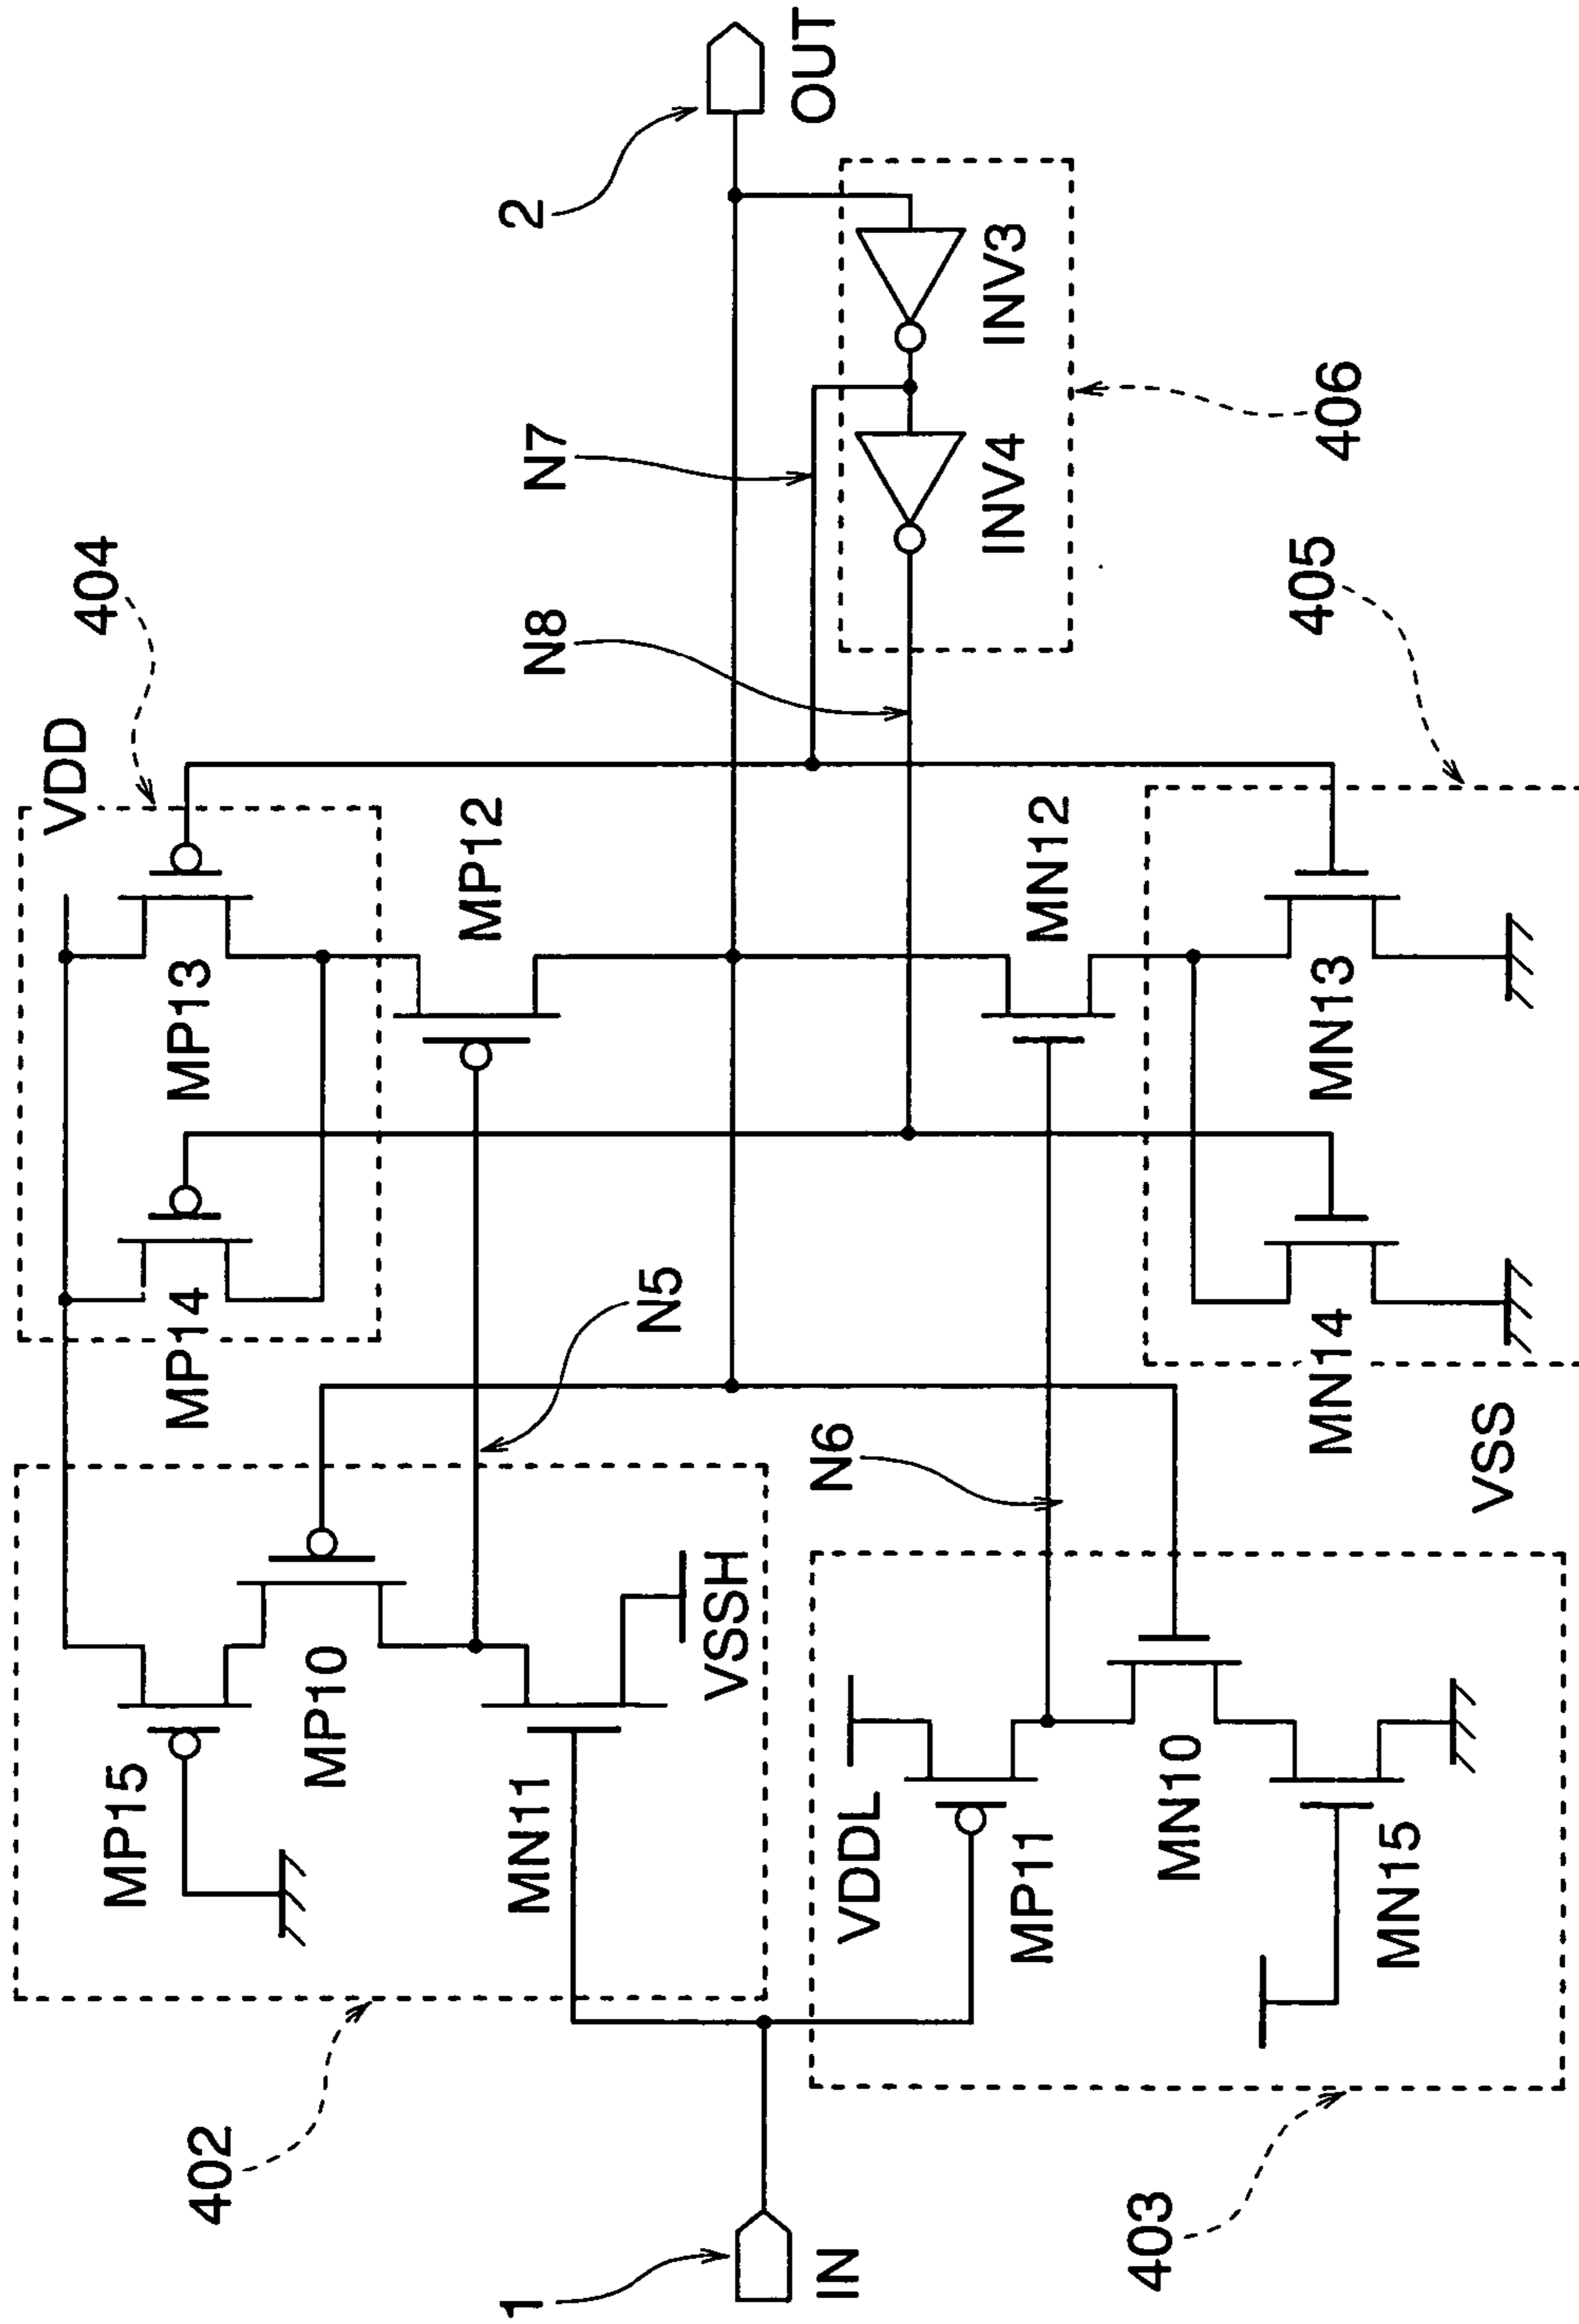 402
404
VDD
MP15
MP14
MP13
MP10
MP12
MN11
N5
N8
N7
2
1
IN
VSSH
OUT
VDDL
N6
INV4
INV3
MP11
MN12
406
MN10
403
MN15
MN14
MN13
405
VSS